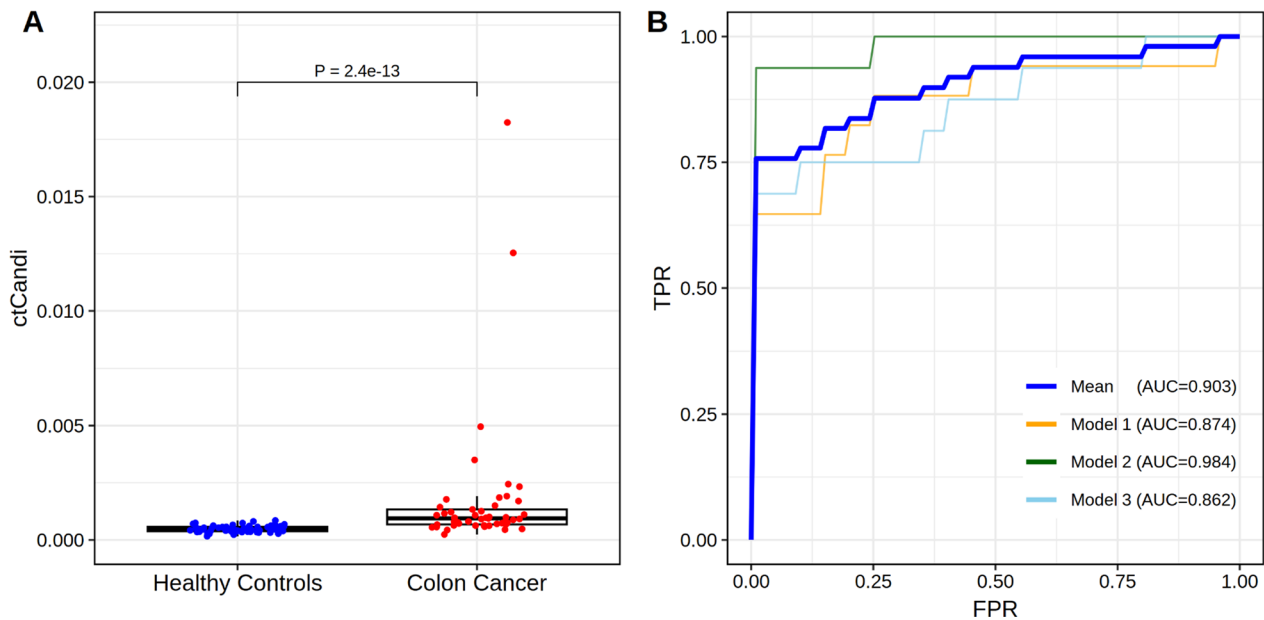 A
P = 2.4e-13
0.020
0.015
0.010
0.005
0.000
ctCandi
Healthy Controls
Colon Cancer
B
1.00
0.75
0.50
0.25
0.00
TPR
Mean (AUC=0.903)
Model 1 (AUC=0.874)
Model 2 (AUC=0.984)
Model 3 (AUC=0.862)
0.00 0.25 0.50 0.75 1.00
FPR